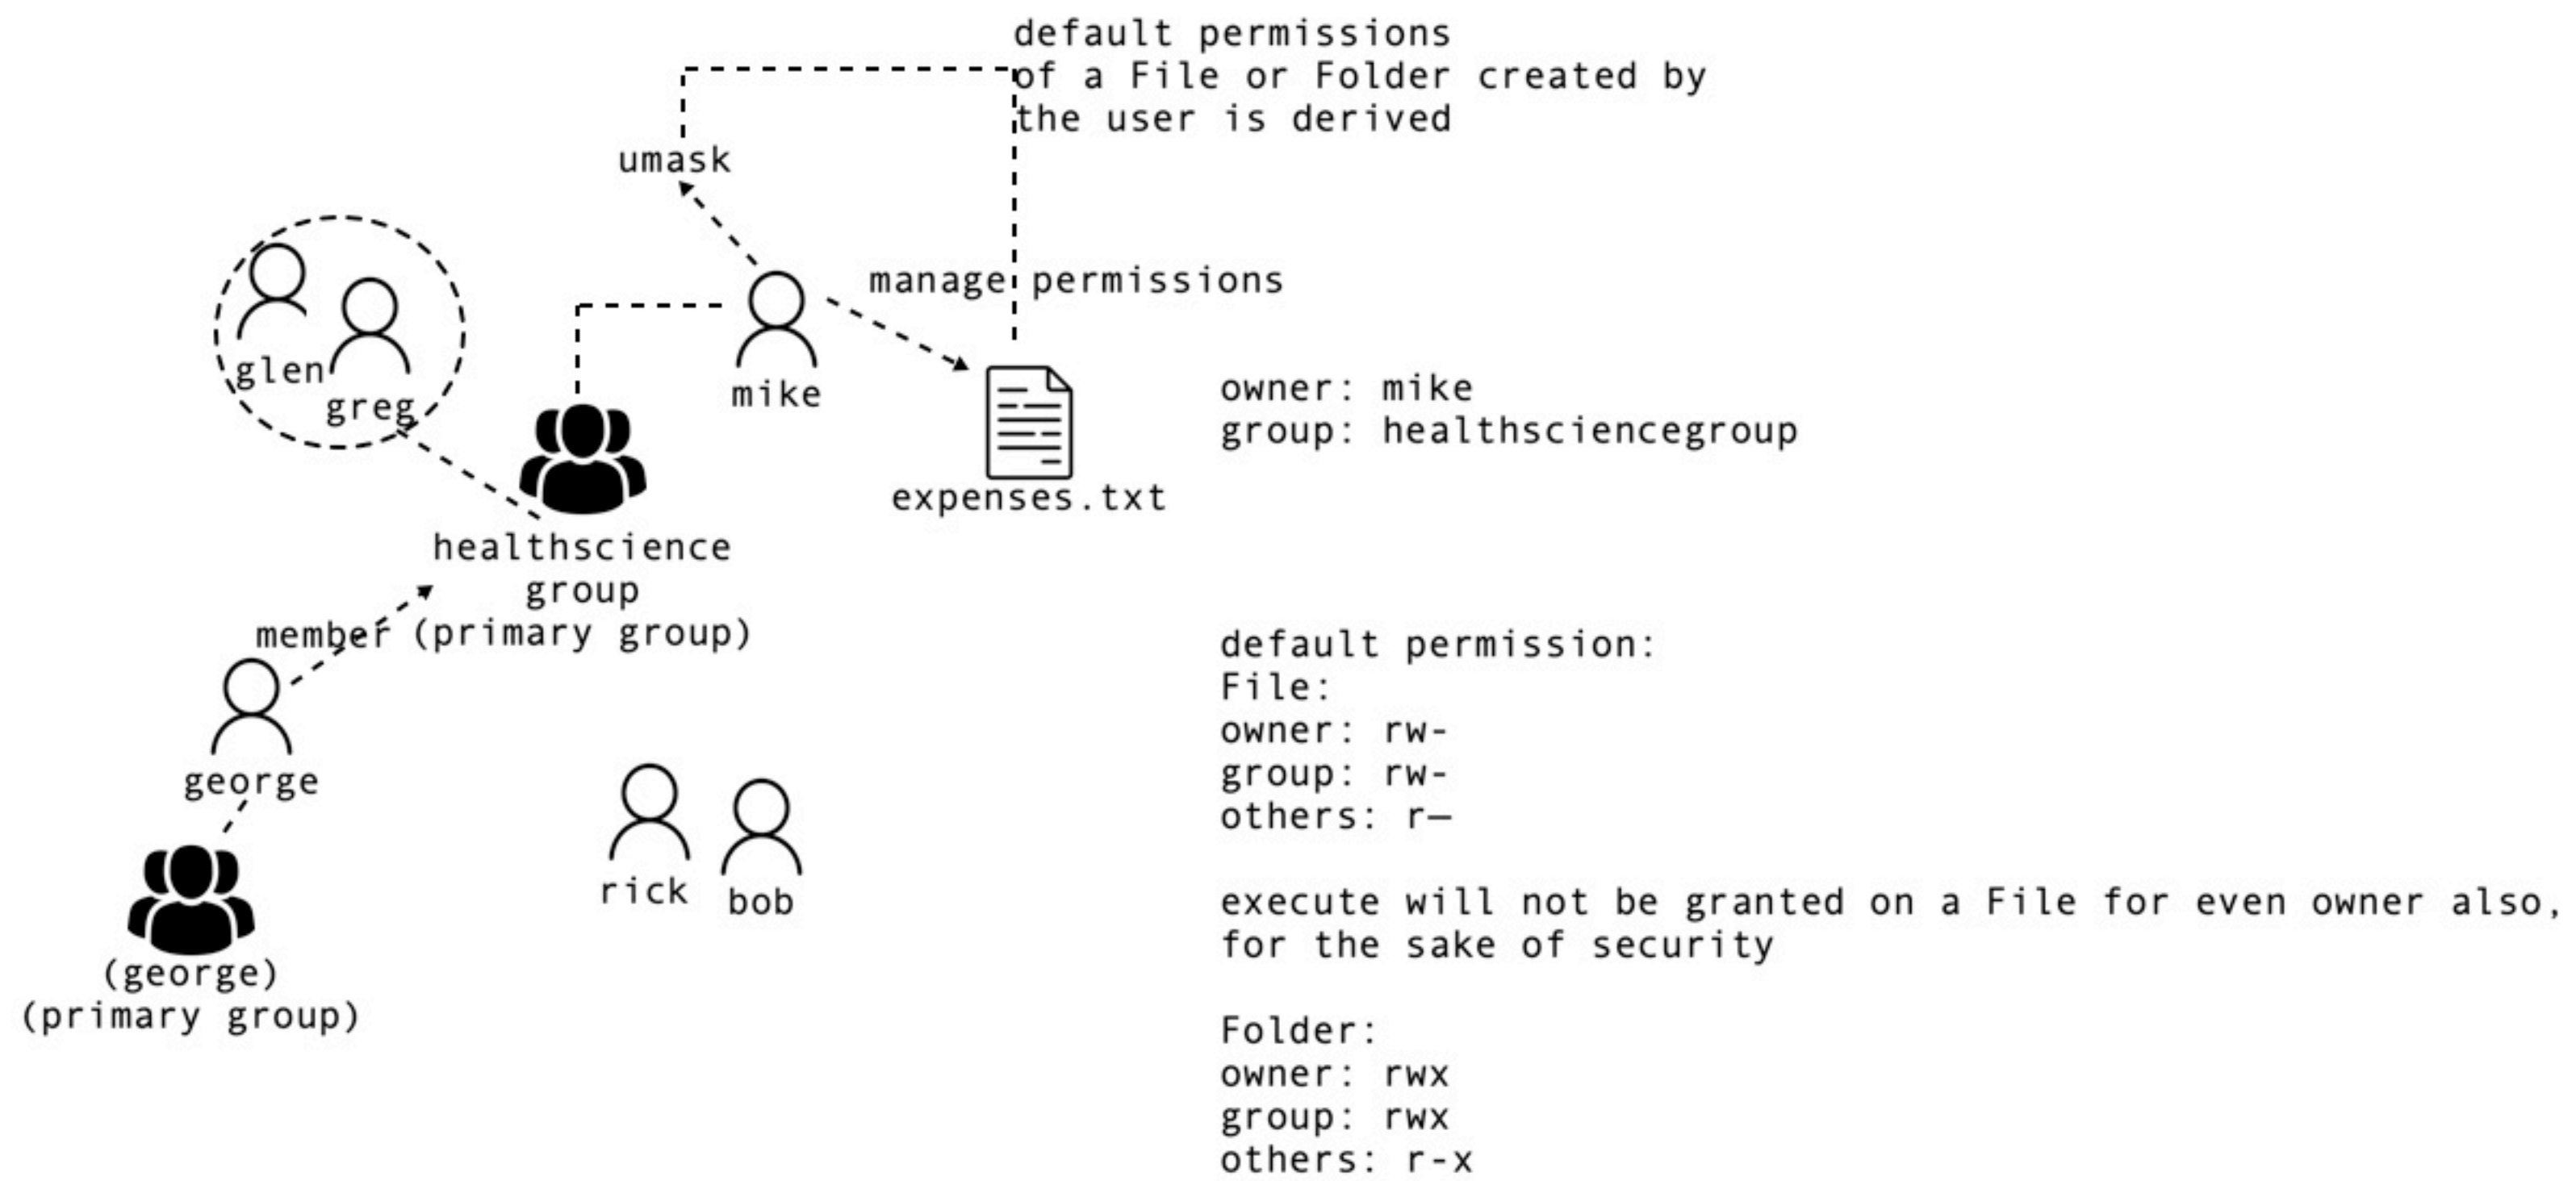 default permissions
of a File or Folder created by
the user is derived
umask
manage permissions
glen
greg
mike
owner: mike
group: healthsciencegroup
expenses.txt
healthscience
group
(primary group)
member
george
(george)
(primary group)
rick
bob
default permission:
File:
owner: rw-
group: rw-
others: r—
execute will not be granted on a File for even owner also,
for the sake of security
Folder:
owner: rwx
group: rwx
others: r-x